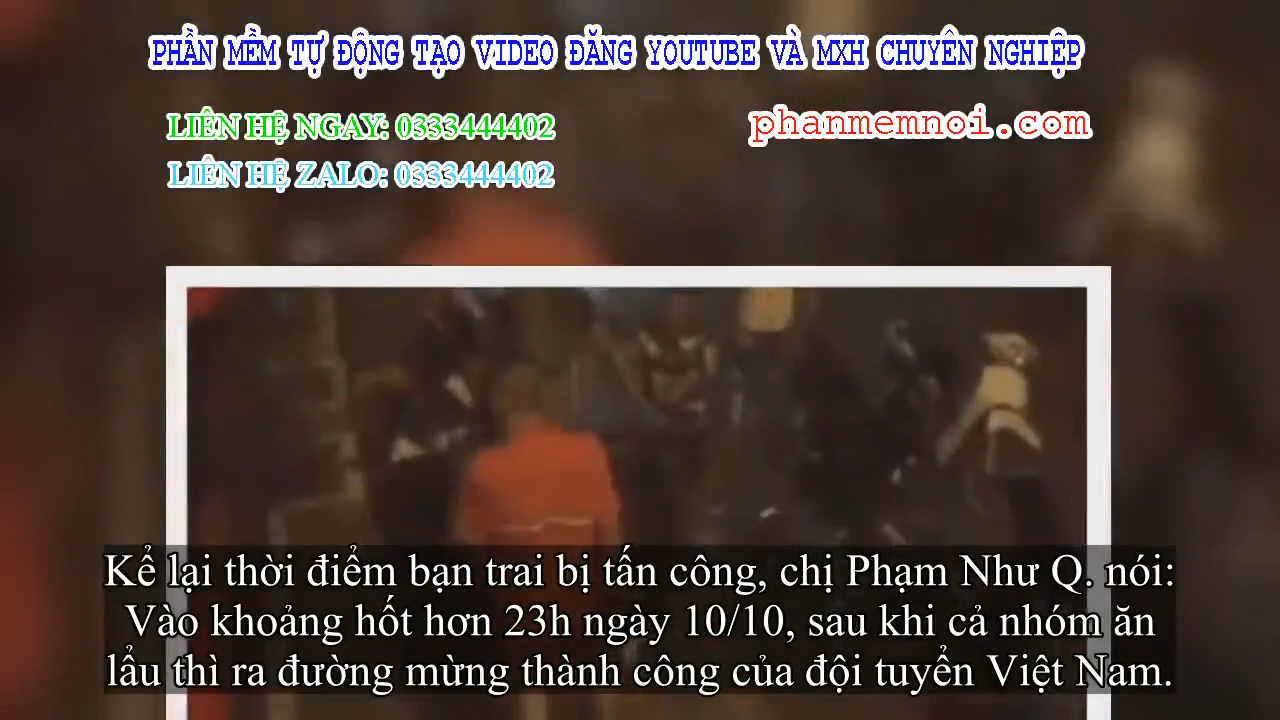 PHẦN MỀM TỰ ĐỘNG TẠO VIDEO ĐĂNG YOUTUBE VÀ MXH CHUYÊN NGHIỆP
LIÊN HỆ NGAY: 0333444402
phanmemnoi.com
LIÊN HỆ ZALO: 0333444402
Kể lại thời điểm bạn trai bị tấn công, chị Phạm Như Q. nói:
Vào khoảng hốt hơn 23h ngày 10/10, sau khi cả nhóm ăn
lẩu thì ra đường mừng thành công của đội tuyển Việt Nam.